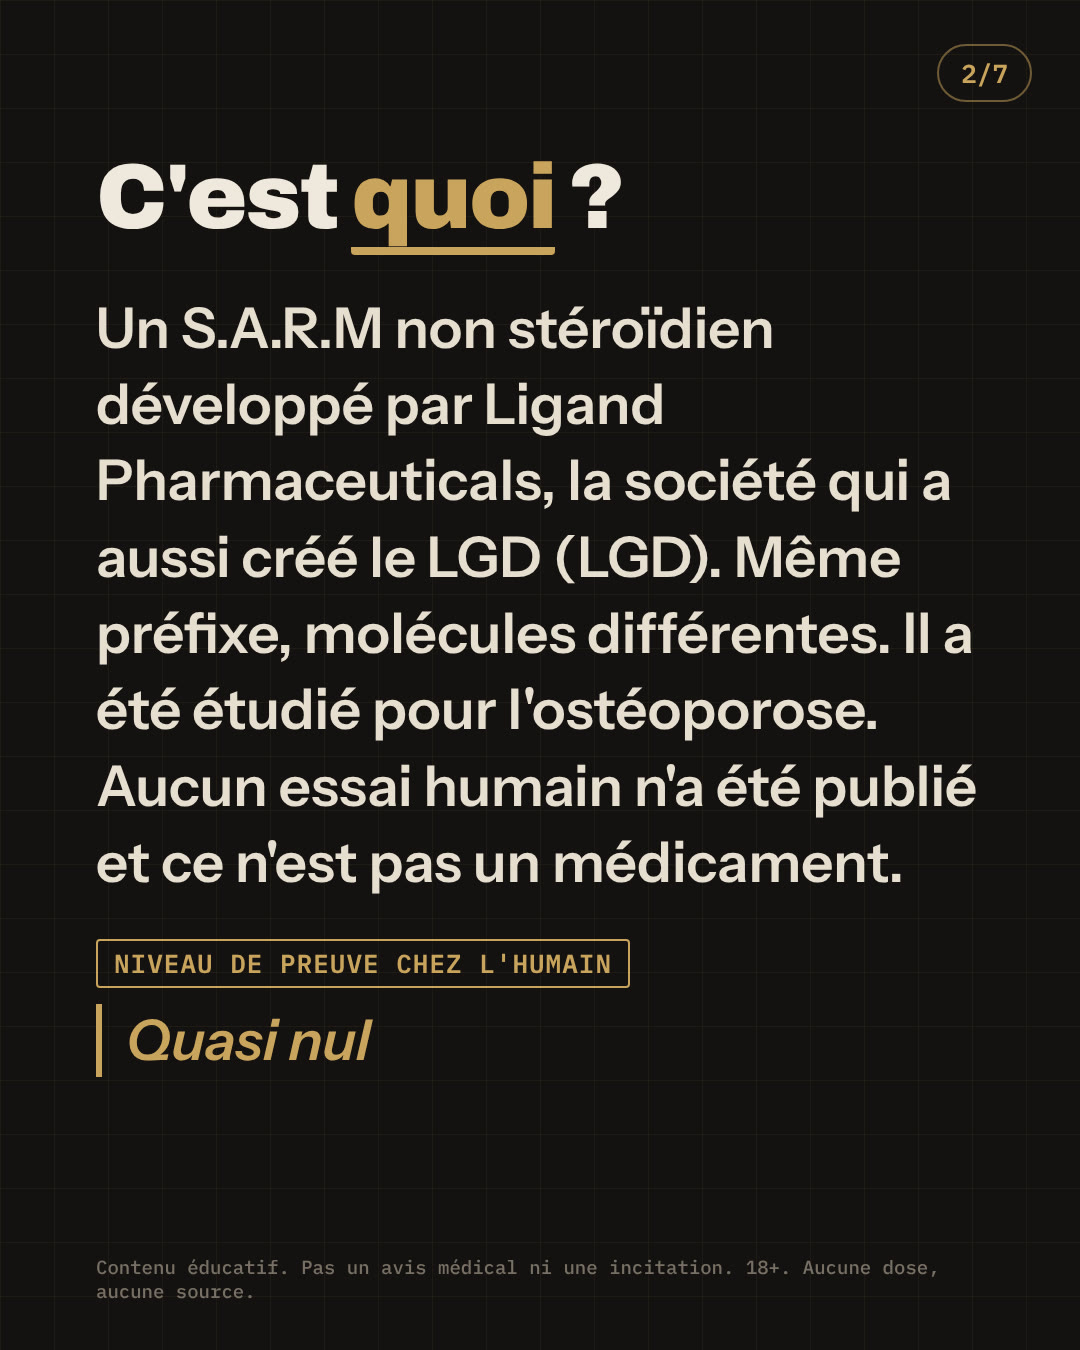 2/7
C'est quoi ?
Un S.A.R.M non stéroïdien
développé par Ligand
Pharmaceuticals, la société qui a
aussi créé le LGD (LGD). Même
préfixe, molécules différentes. Il a
été étudié pour l'ostéoporose.
Aucun essai humain n'a été publié
et ce n'est pas un médicament.
NIVEAU DE PREUVE CHEZ L'HUMAIN
Quasi nul
Contenu éducatif. Pas un avis médical ni une incitation. 18+. Aucune dose,
aucune source.